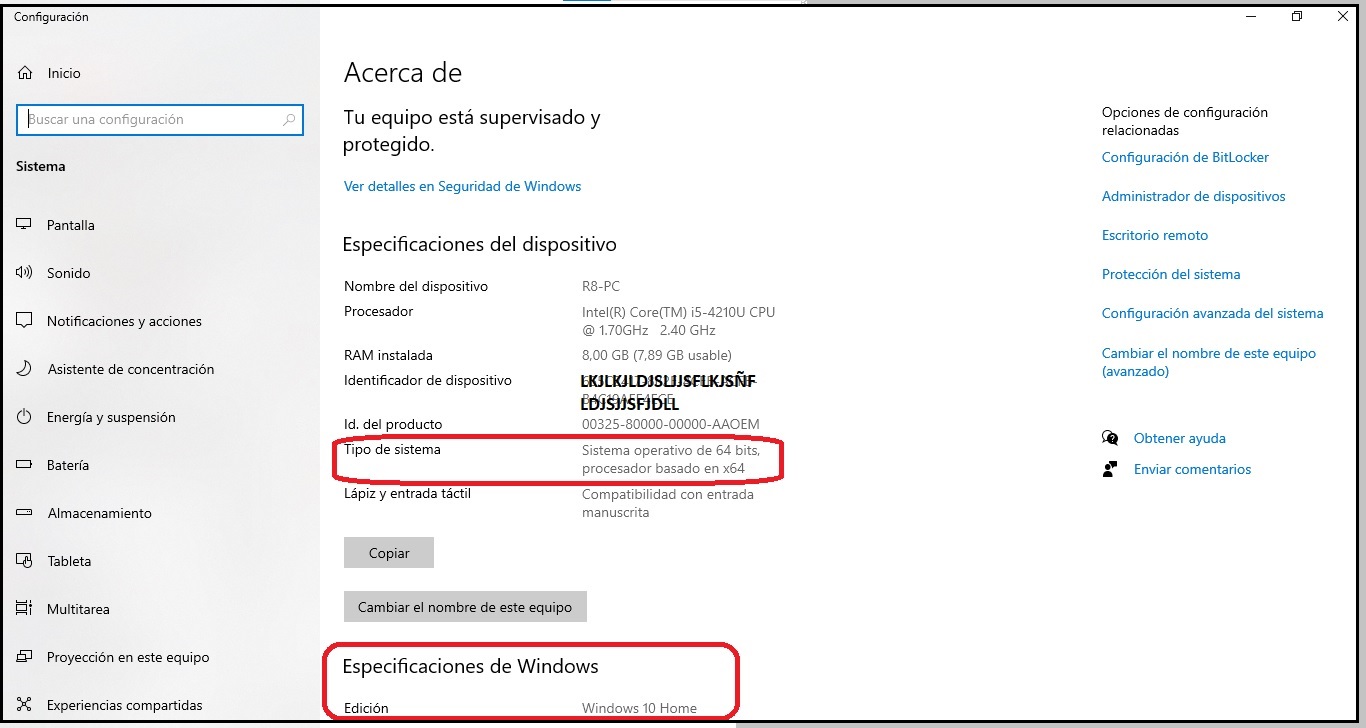 Configuración
Inicio
Buscar una configuración
Sistema
Pantalla
Sonido
Notificaciones y acciones
Asistente de concentración
Energía y suspensión
Batería
Almacenamiento
Tableta
Multitarea
Proyección en este equipo
Experiencias compartidas
Acerca de
Tu equipo está supervisado y
protegido.
Ver detalles en Seguridad de Windows
Especificaciones del dispositivo
Nombre del dispositivo R8-PC
Procesador Intel(R) Core(TM) i5-4210U CPU
@ 1.70GHz 2.40 GHz
RAM instalada 8,00 GB (7,89 GB usable)
Identificador de dispositivo
Id. del producto 00325-80000-00000-AAOEM
Tipo de sistema Sistema operativo de 64 bits,
procesador basado en x64
Lápiz y entrada táctil Compatibilidad con entrada
manuscrita
Copiar
Cambiar el nombre de este equipo
Especificaciones de Windows
Edición Windows 10 Home
Opciones de configuración
relacionadas
Configuración de BitLocker
Administrador de dispositivos
Escritorio remoto
Protección del sistema
Configuración avanzada del sistema
Cambiar el nombre de este equipo
(avanzado)
Obtener ayuda
Enviar comentarios